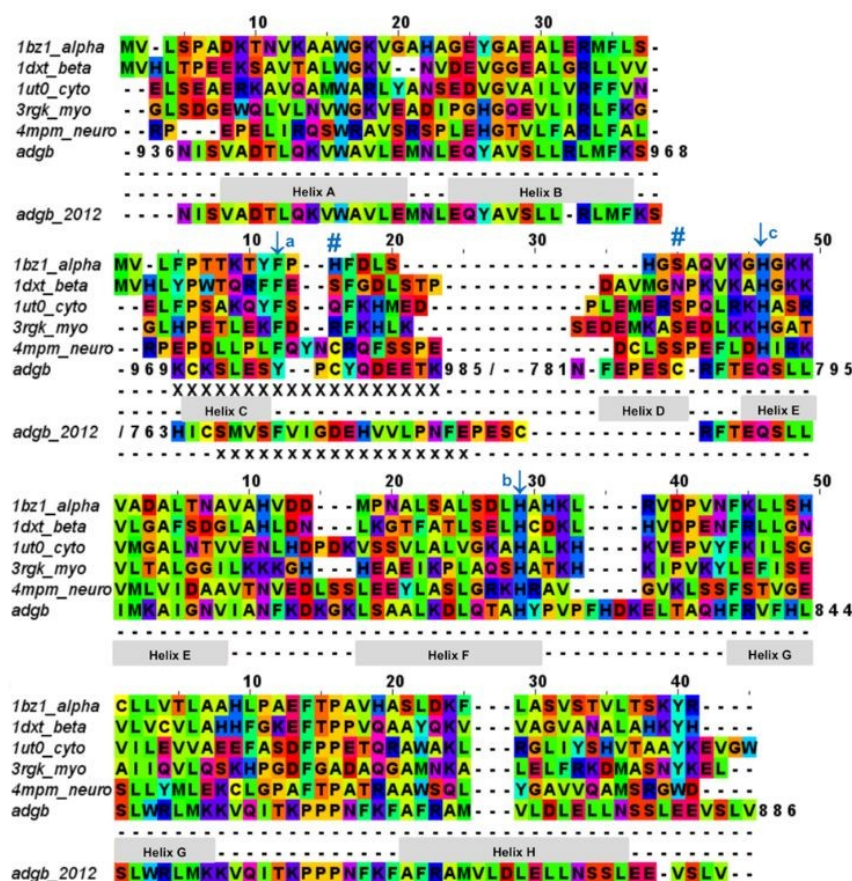 10 20 30
1bz1_alpha MV-LSPADKTNVKAAWGKVGAHAGEYGAEALERMFLS-
1dxt_beta MVHLTPEEKSAVTALWGKV--NVDEVGGEALGRLLVV-
1ut0_cyto --ELSEAERKAVQAMWARLYANSEDVGVAILVRFFVN-
3rgk_myo --GLSDGEWQLVLNVWGKVEADIPGHGQEVLIRLFKG-
4mpm_neuro --RP---EPELIRQSWRAVSRSPLEHGTVLFARLFAL-
adgb -936NISVADTLQKVWAVLEMNLEQYAVSLLRLMFKS968
Helix A Helix B
adgb_2012 ----NISVADTLQKVWAVLEMNLEQYAVSLL-RLMFKS
10 ↓a # 20 30 # 40 ↓c 50
1bz1_alpha MV-LFPTTKTYFP--HFDLS-----------------HGSAQVKGHGKK
1dxt_beta MVHLYPWTQRFFE--SFGDLSTP-----------DAVMGNPKVKAHGKK
1ut0_cyto --ELFPSAKQYFS--QFKHMED-----------PLEMERSPQLRKHASR
3rgk_myo --GLHPETLEKFD--RFKHLK-----------SEDEMKASEDLKKHGAT
4mpm_neuro --RPEPDLLPLFQYNCRQFSSPE------------DCLSSPEFLDHIRK
adgb -969KCKSLESY--PCYQDEETK985/--781N-FEPESC-RFTEQSLL795
XXXXXXXXXXXXXXXXXXX
Helix C Helix D Helix E
adgb_2012 /763HICSMVSFVIGDEHVVLPNFEPESC------------RFTEQSLL
XXXXXXXXXXXXXXXXXX
10 20 b↓ 30 40 50
1bz1_alpha VADALTNAVAHVDD---MPNALSALSDLHAHKL----RVDPVNFKLLSH
1dxt_beta VLGAFSDGLAHLDN---LKGTFATLSELHCDKL----HVDPENFRLLGN
1ut0_cyto VMGALNTVVENLHDPDKVSSVLALVGKAHALKH----KVEPVYFKILSG
3rgk_myo VLTALGGILKKKGH---HEAEIKPLAQSHATKH----KIPVKYLEFISE
4mpm_neuro VMLVIDAAVTNVEDLSSLEEYLASLGRKHRAV-----GVKLSSFSTVGE
adgb IMKAIGNVIANFKDKGKLSAALKDLQTAHYPVPFHDKELTAQHFRVFHL844
Helix E Helix F Helix G
10 20 30 40
1bz1_alpha CLLVTLAAHLPAEFTPAVHASLDKF---LASVSTVLTSKYR----
1dxt_beta VLVCVLAHHFGKEFTPPVQAAYQKV---VAGVANALAHKYH----
1ut0_cyto VILEVVAEEFASDFPPETQRAWAKL---RGLIYSHVTAAYKEVGW
3rgk_myo AIIQVLQSKHPGDFGADAQGAMNKA---LELFRKDMASNYKEL--
4mpm_neuro SLLYMLEKCLGPAFTPATRAAWSQL---YGAVVQAMSRGWD----
adgb SLWRLMKKVQITKPPPNFKFAFRAM---VLDLELLNSSLEEVSLV886
Helix G Helix H
adgb_2012 SLWRLMKKVQITKPPPNFKFAFRAMVLDLELLNSSLEE-VSLV--